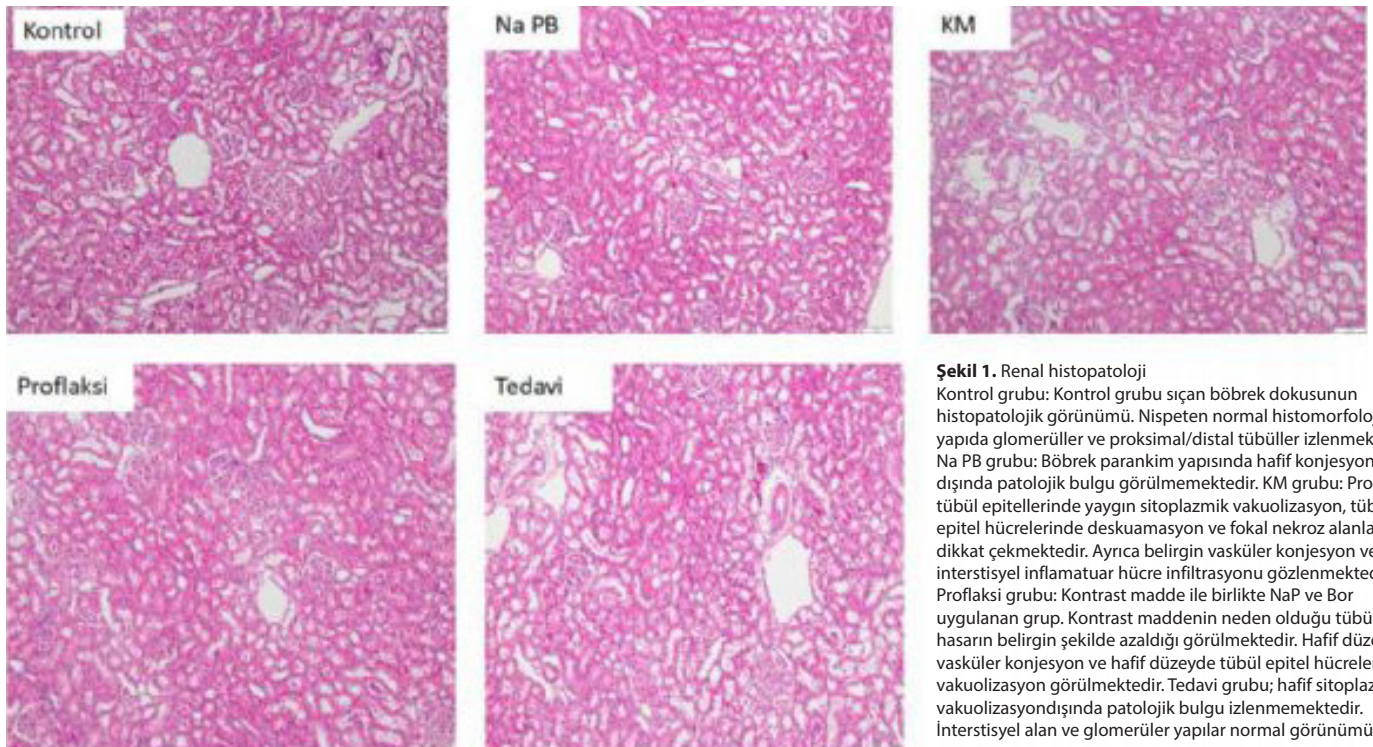 Kontrol
Na PB
KM
Proflaksi
Tedavi
Şekil 1. Renal histopatoloji
Kontrol grubu: Kontrol grubu sıçan böbrek dokusunun
histopatolojik görünümü. Nispeten normal histomorfolo
yapıda glomerüller ve proksimal/distal tübüller izlenmek
Na PB grubu: Böbrek parankim yapısında hafif konjesyon
dışında patolojik bulgu görülmemektedir. KM grubu: Pro
tübül epitellerinde yaygın sitoplazmik vakuolizasyon, tüb
epitel hücrelerinde deskuamasyon ve fokal nekroz alanla
dikkat çekmektedir. Ayrıca belirgin vasküler konjesyon ve
interstisyel inflamatuar hücre infiltrasyonu gözlenmekted
Proflaksi grubu: Kontrast madde ile birlikte NaP ve Bor
uygulanan grup. Kontrast maddenin neden olduğu tübü
hasarın belirgin şekilde azaldığı görülmektedir. Hafif düze
vasküler konjesyon ve hafif düzeyde tübül epitel hücrele
vakuolizasyon görülmektedir. Tedavi grubu; hafif sitoplaz
vakuolizasyondışında patolojik bulgu izlenmemektedir.
İnterstisyel alan ve glomerüler yapılar normal görünümü